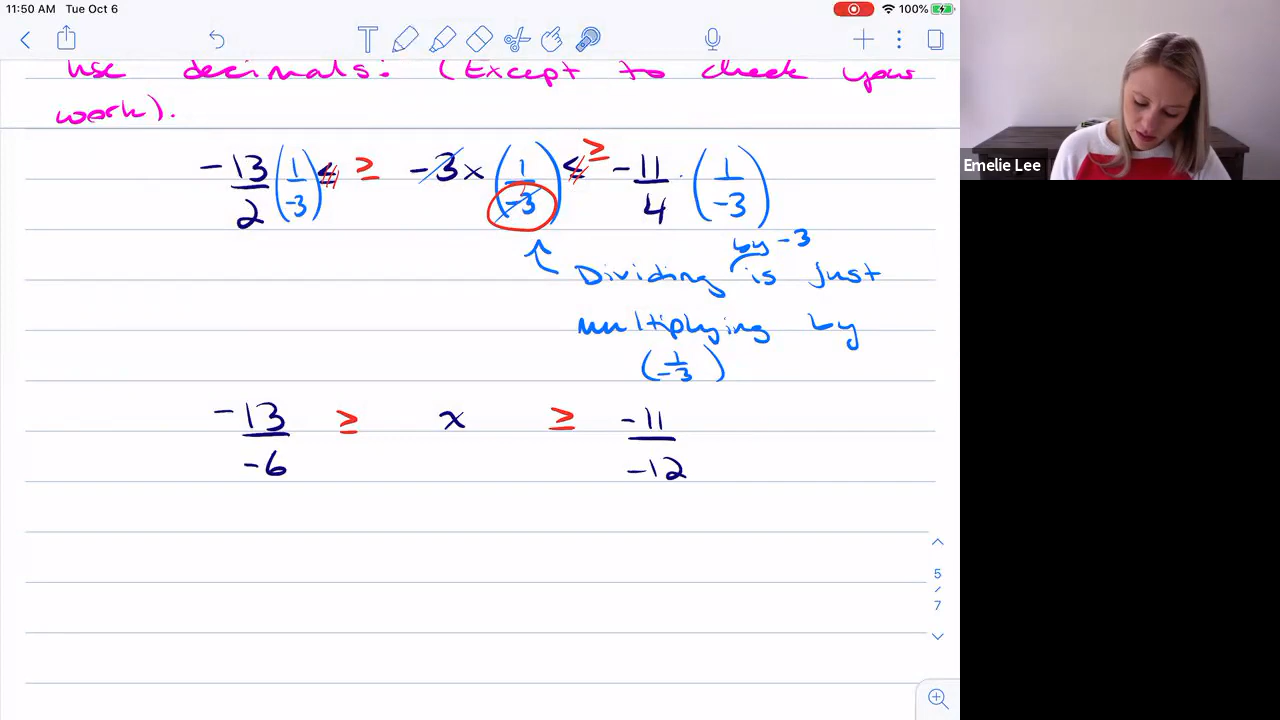 11:50 AM Tue Oct 6
100%
use decimals. (Except to check your
work).
Emelie Lee
-13/2 (1/-3) ≤ ≥ -3x (1/-3) ≤ ≥ -11/4 · (1/-3)
by -3
Dividing is just
multiplying by
(1/-3)
-13/-6 ≥ x ≥ -11/-12
5
/
7